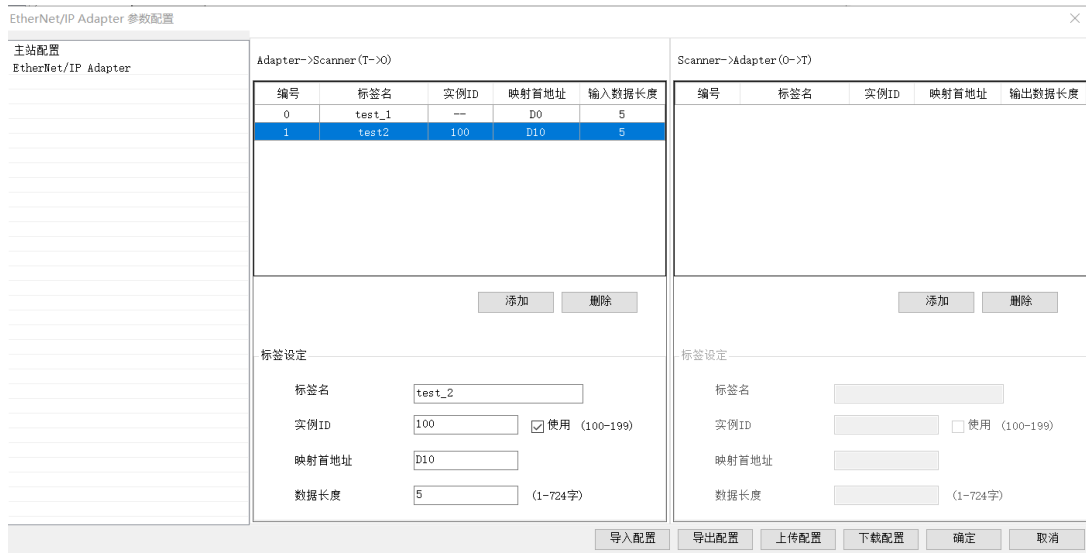 EtherNet/IP Adapter 参数配置
主站配置
EtherNet/IP Adapter
Adapter->Scanner(T->O)
编号 标签名 实例ID 映射首地址 输入数据长度
0 test_1 -- D0 5
1 test2 100 D10 5
添加 删除
标签设定
标签名 test_2
实例ID 100 使用 (100-199)
映射首地址 D10
数据长度 5 (1-724字)
Scanner->Adapter(O->T)
编号 标签名 实例ID 映射首地址 输出数据长度
添加 删除
标签设定
标签名
实例ID 使用 (100-199)
映射首地址
数据长度 (1-724字)
导入配置 导出配置 上传配置 下载配置 确定 取消